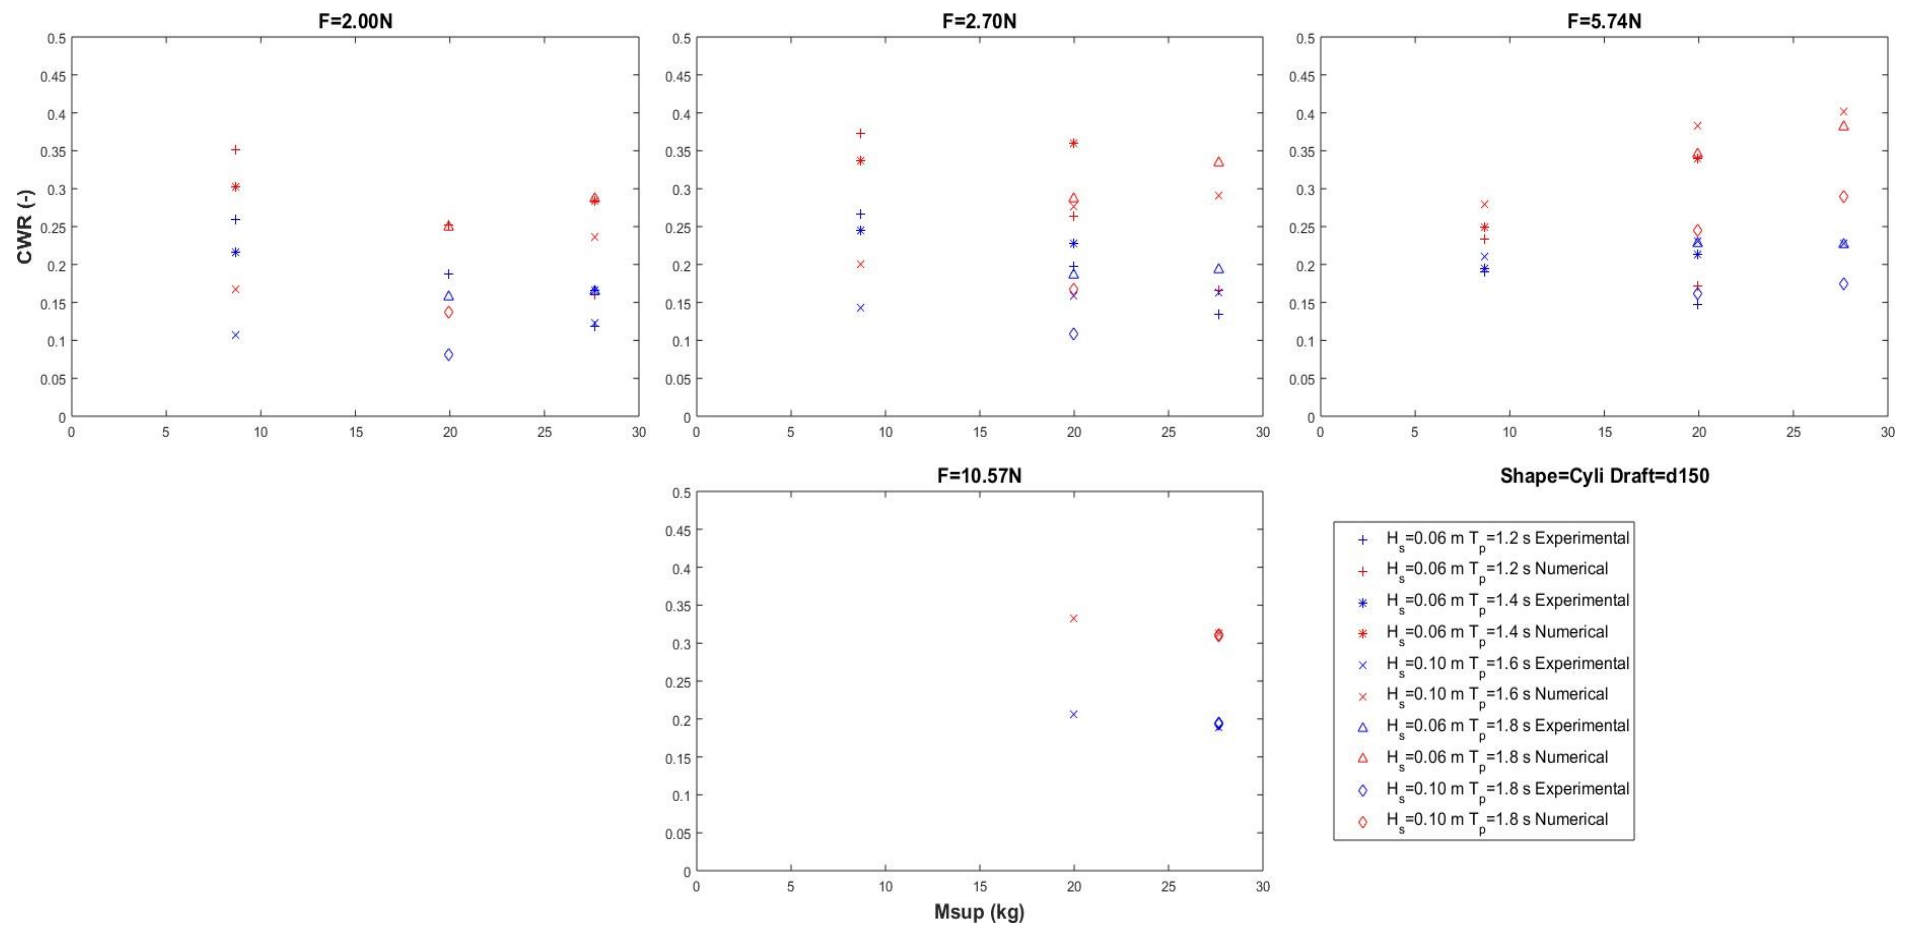 F=2.00N
F=2.70N
F=5.74N
0.5
0.45
0.4
0.35
0.3
0.25
0.2
0.15
0.1
0.05
0
0 5 10 15 20 25 30
CWR (-)
0.5
0.45
0.4
0.35
0.3
0.25
0.2
0.15
0.1
0.05
0
0 5 10 15 20 25 30
0.5
0.45
0.4
0.35
0.3
0.25
0.2
0.15
0.1
0.05
0
0 5 10 15 20 25 30
F=10.57N
0.5
0.45
0.4
0.35
0.3
0.25
0.2
0.15
0.1
0.05
0
0 5 10 15 20 25 30
Msup (kg)
Shape=Cyli Draft=d150
Hs=0.06 m Tp=1.2 s Experimental
Hs=0.06 m Tp=1.2 s Numerical
Hs=0.06 m Tp=1.4 s Experimental
Hs=0.06 m Tp=1.4 s Numerical
Hs=0.10 m Tp=1.6 s Experimental
Hs=0.10 m Tp=1.6 s Numerical
Hs=0.06 m Tp=1.8 s Experimental
Hs=0.06 m Tp=1.8 s Numerical
Hs=0.10 m Tp=1.8 s Experimental
Hs=0.10 m Tp=1.8 s Numerical